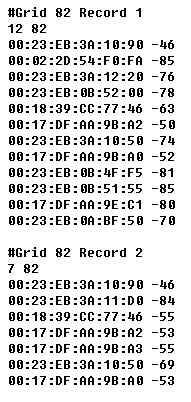 #Grid 82 Record 1
12 82
00:23:EB:3A:10:90 -46
00:02:2D:54:F0:FA -85
00:23:EB:3A:12:20 -76
00:23:EB:0B:52:00 -78
00:18:39:CC:77:46 -63
00:17:DF:AA:9B:A2 -50
00:23:EB:3A:10:50 -74
00:17:DF:AA:9B:A0 -52
00:23:EB:0B:4F:F5 -81
00:23:EB:0B:51:55 -85
00:17:DF:AA:9E:C1 -80
00:23:EB:0A:BF:50 -70

#Grid 82 Record 2
7 82
00:23:EB:3A:10:90 -46
00:23:EB:3A:11:D0 -84
00:18:39:CC:77:46 -55
00:17:DF:AA:9B:A2 -53
00:17:DF:AA:9B:A3 -55
00:23:EB:3A:10:50 -69
00:17:DF:AA:9B:A0 -53